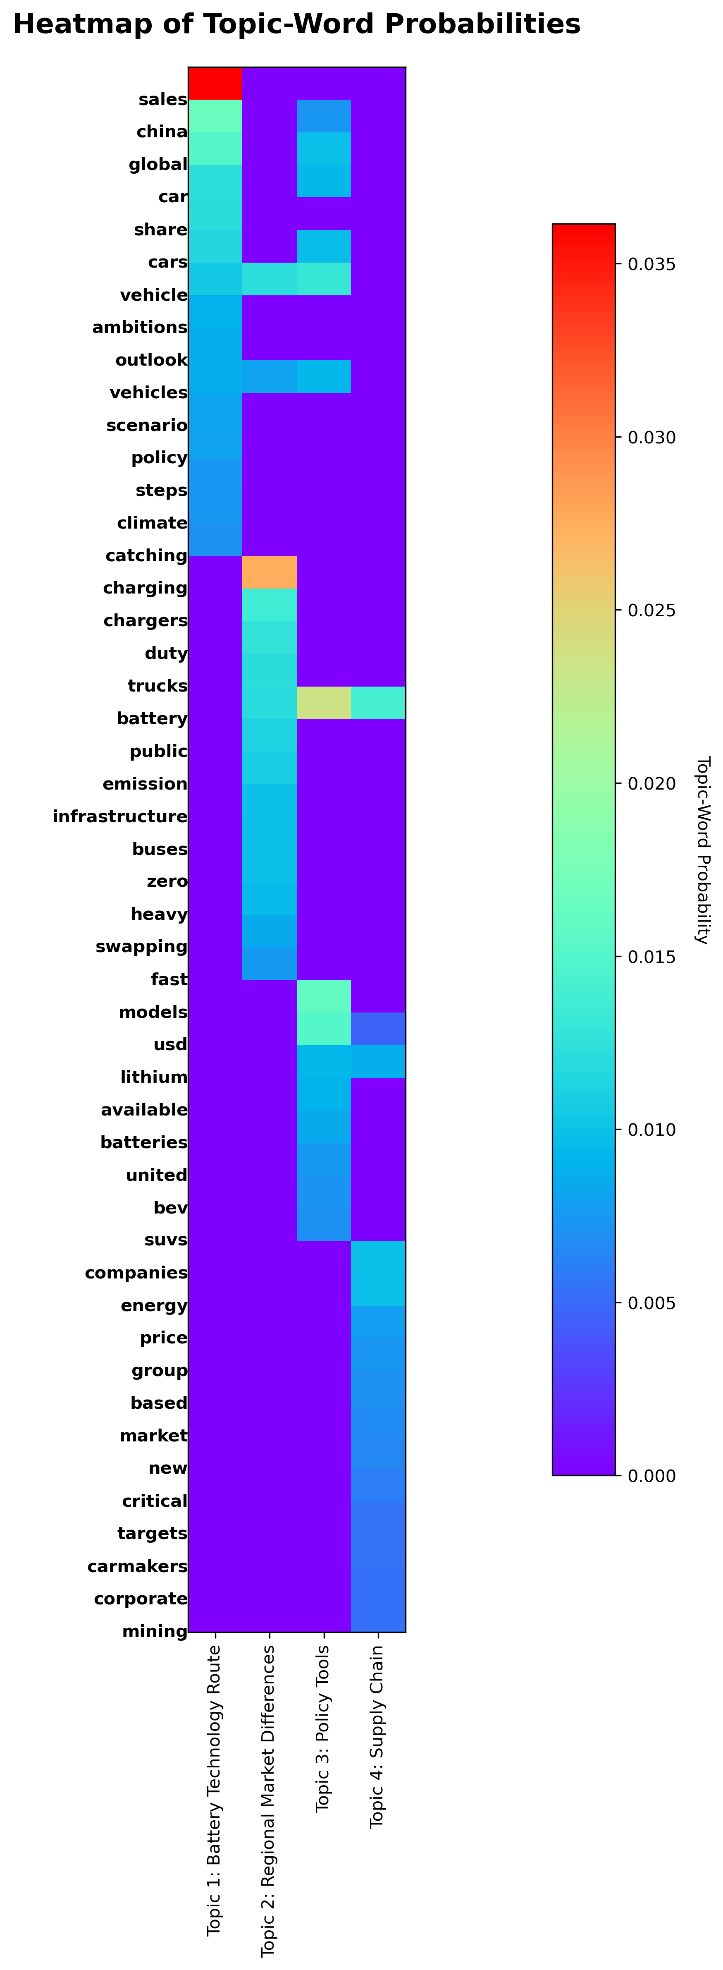 Heatmap of Topic-Word Probabilities
sales
china
global
car
share
cars
vehicle
ambitions
outlook
vehicles
scenario
policy
steps
climate
catching
charging
chargers
duty
trucks
battery
public
emission
infrastructure
buses
zero
heavy
swapping
fast
models
usd
lithium
available
batteries
united
bev
suvs
companies
energy
price
group
based
market
new
critical
targets
carmakers
corporate
mining
Topic 1: Battery Technology Route
Topic 2: Regional Market Differences
Topic 3: Policy Tools
Topic 4: Supply Chain
0.035
0.030
0.025
0.020
0.015
0.010
0.005
0.000
Topic-Word Probability